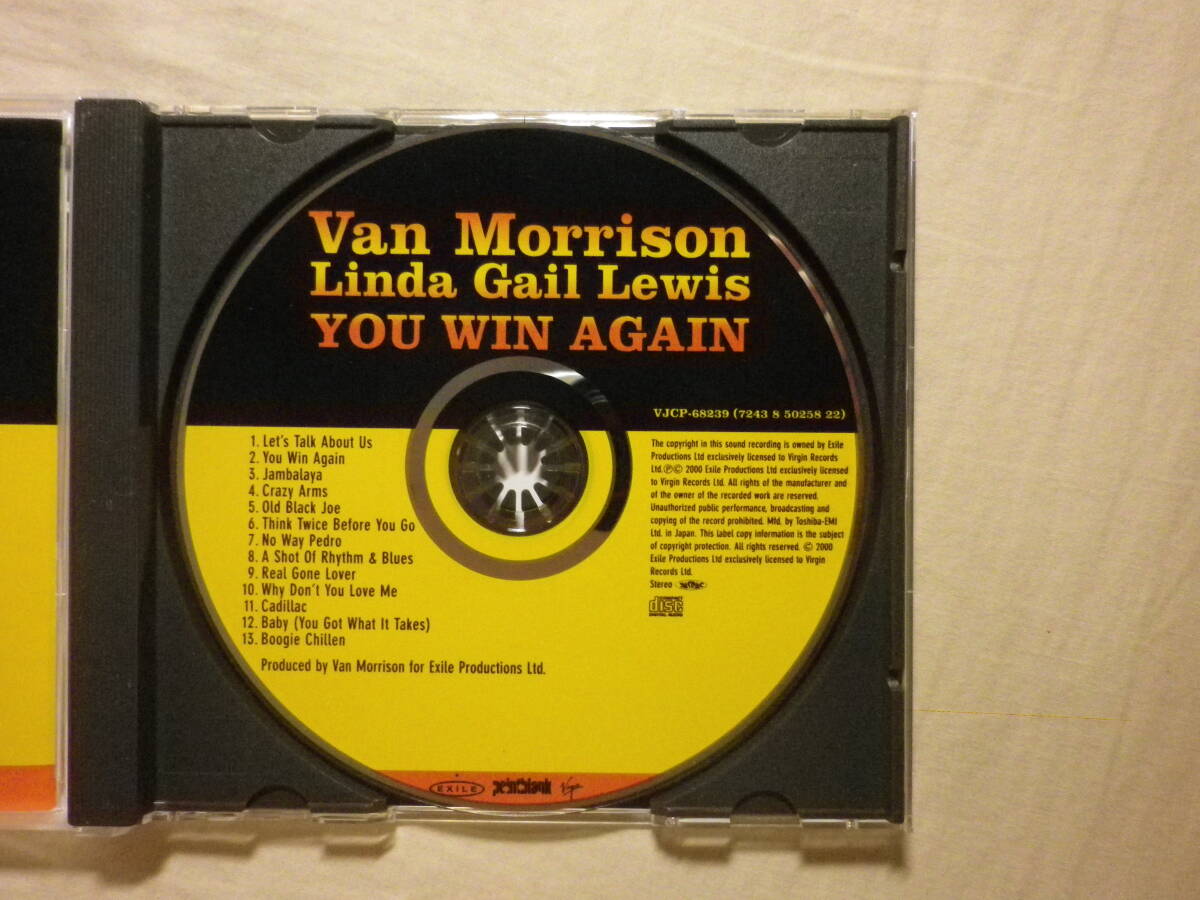 Van Morrison
Linda Gail Lewis
YOU WIN AGAIN
VJCP-68239 (7243 8 50258 22)
1. Let's Talk About Us
2. You Win Again
3. Jambalaya
4. Crazy Arms
5. Old Black Joe
6. Think Twice Before You Go
7. No Way Pedro
8. A Shot Of Rhythm & Blues
9. Real Gone Lover
10. Why Don't You Love Me
11. Cadillac
12. Baby (You Got What It Takes)
13. Boogie Chillen
Produced by Van Morrison for Exile Productions Ltd.
The copyright in this sound recording is owned by Exile
Productions Ltd exclusively licensed to Virgin Records
Ltd.Ⓟ© 2000 Exile Productions Ltd exclusively licensed
to Virgin Records Ltd. All rights of the manufacturer and
of the owner of the recorded work are reserved.
Unauthorized public performance, broadcasting and
copying of the record prohibited. Mfd. by Toshiba-EMI
Ltd. in Japan. This label copy information is the subject
of copyright protection. All rights reserved. © 2000
Exile Productions Ltd exclusively licensed to Virgin
Records Ltd.
Stereo
COMPACT
disc
DIGITAL AUDIO
EXILE pointblank Virgin